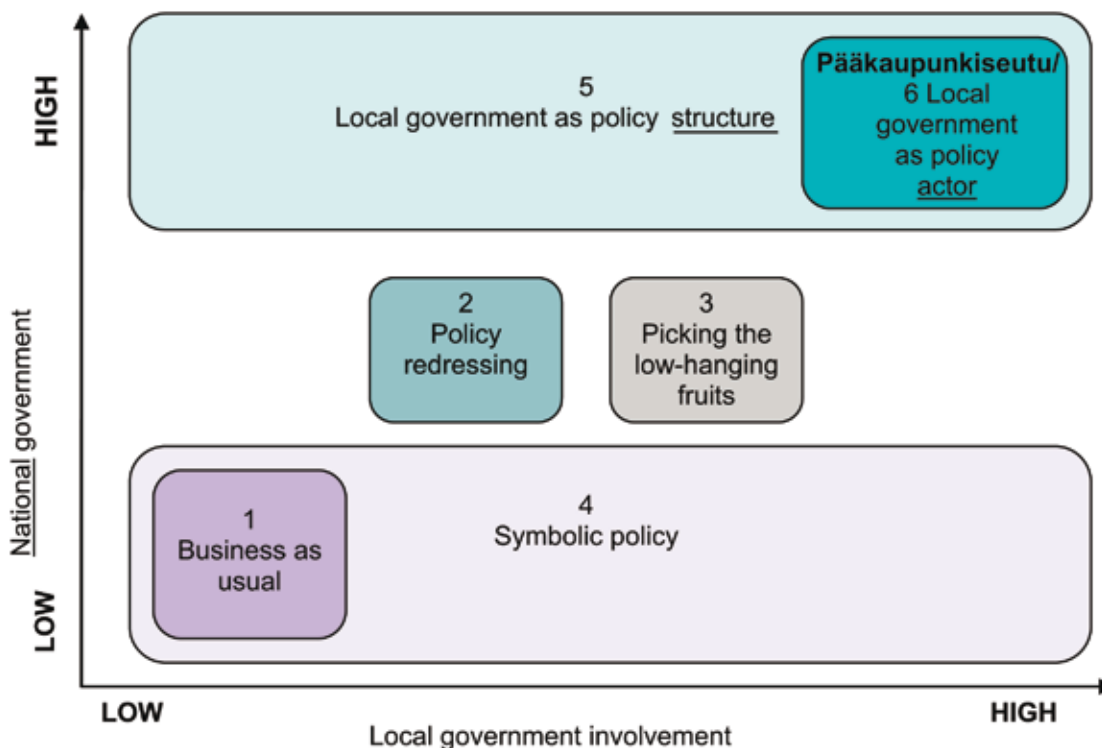 HIGH
5
Local government as policy structure
Pääkaupunkiseutu/
6 Local
government
as policy
actor
2
Policy
redressing
3
Picking the
low-hanging
fruits
National government
1
Business as
usual
4
Symbolic policy
LOW
LOW
HIGH
Local government involvement